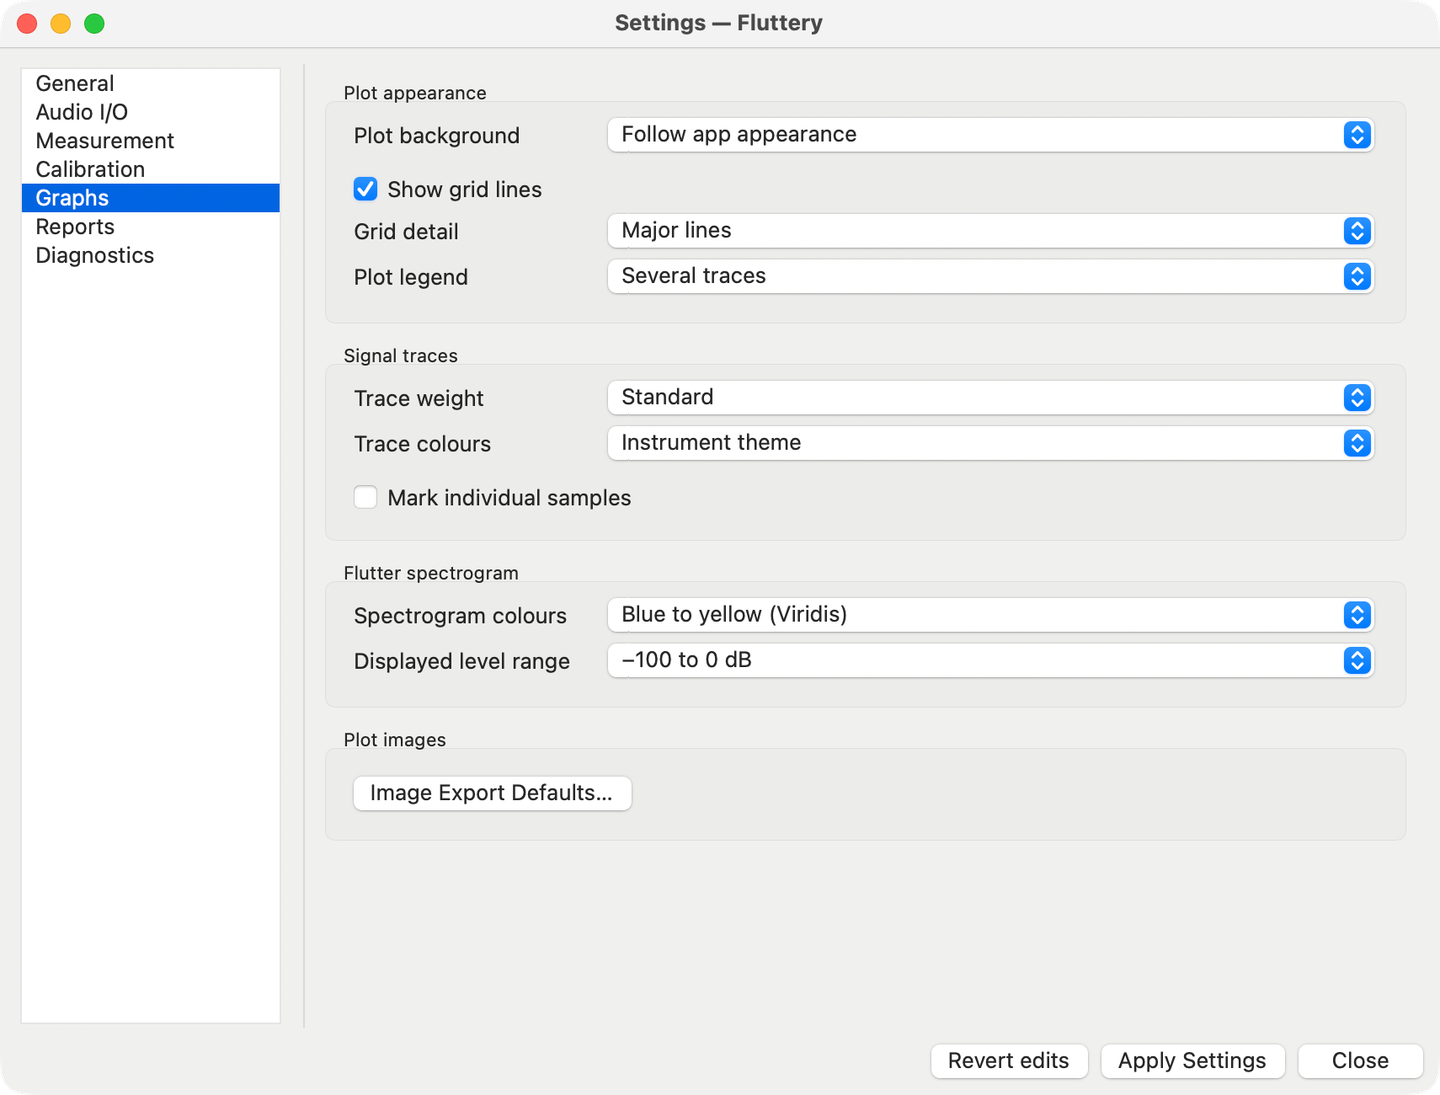 Settings — Fluttery
General
Audio I/O
Measurement
Calibration
Graphs
Reports
Diagnostics
Plot appearance
Plot background Follow app appearance
Show grid lines
Grid detail Major lines
Plot legend Several traces
Signal traces
Trace weight Standard
Trace colours Instrument theme
Mark individual samples
Flutter spectrogram
Spectrogram colours Blue to yellow (Viridis)
Displayed level range −100 to 0 dB
Plot images
Image Export Defaults...
Revert edits Apply Settings Close